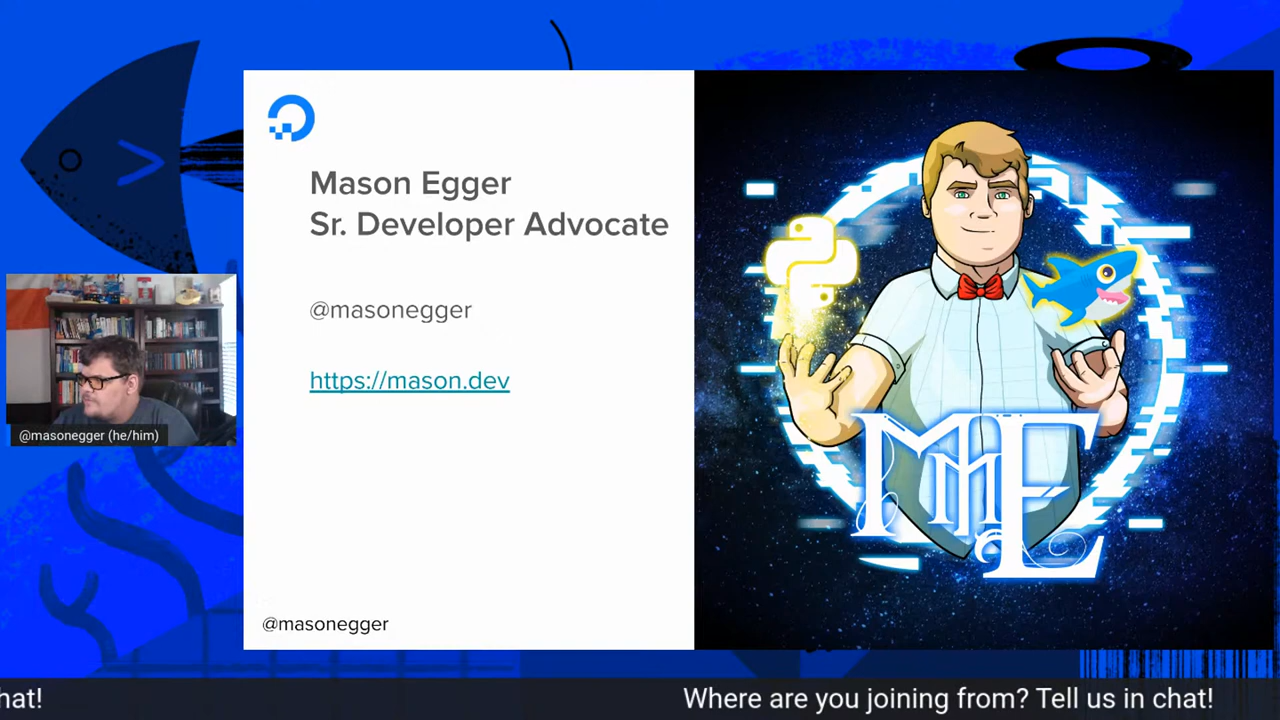 Mason Egger
Sr. Developer Advocate
@masonegger
https://mason.dev
@masonegger (he/him)
MME
@masonegger
hat!
Where are you joining from? Tell us in chat!